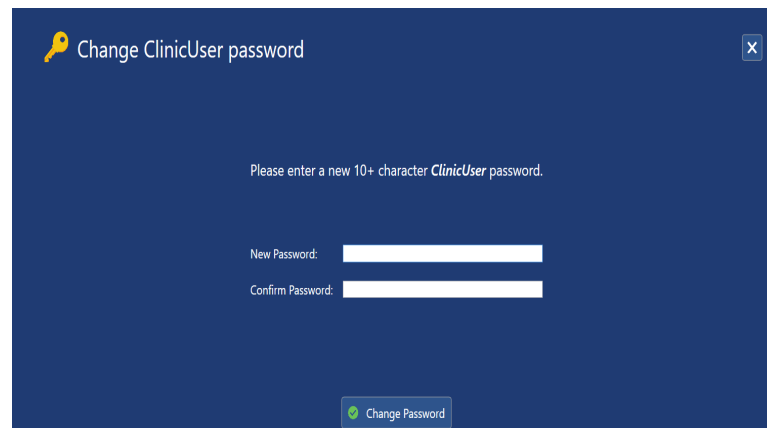 Change ClinicUser password
Please enter a new 10+ character ClinicUser password.
New Password:
Confirm Password:
Change Password